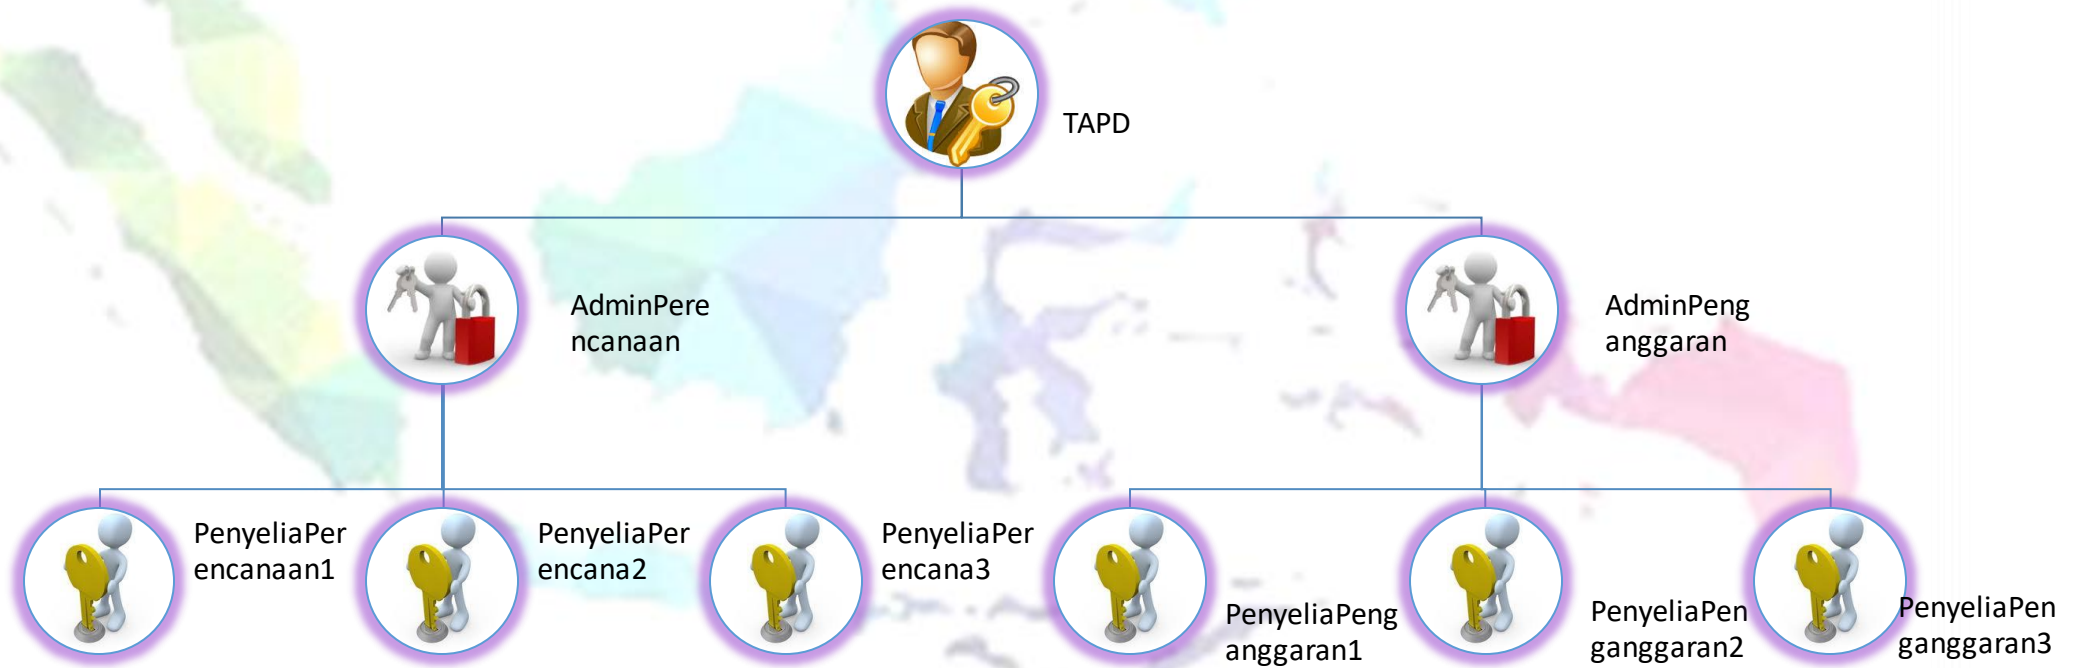 TAPD
AdminPere
ncanaan
AdminPeng
anggaran
PenyeliaPer
encanaan1
PenyeliaPer
encana2
PenyeliaPer
encana3
PenyeliaPeng
anggaran1
PenyeliaPen
ganggaran2
PenyeliaPen
ganggaran3